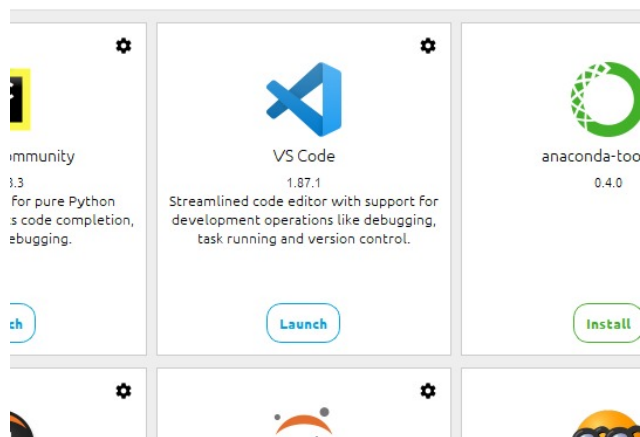 ommunity
3.3
for pure Python
s code completion,
ebugging.
ch
VS Code
1.87.1
Streamlined code editor with support for
development operations like debugging,
task running and version control.
Launch
anaconda-too
0.4.0
Install